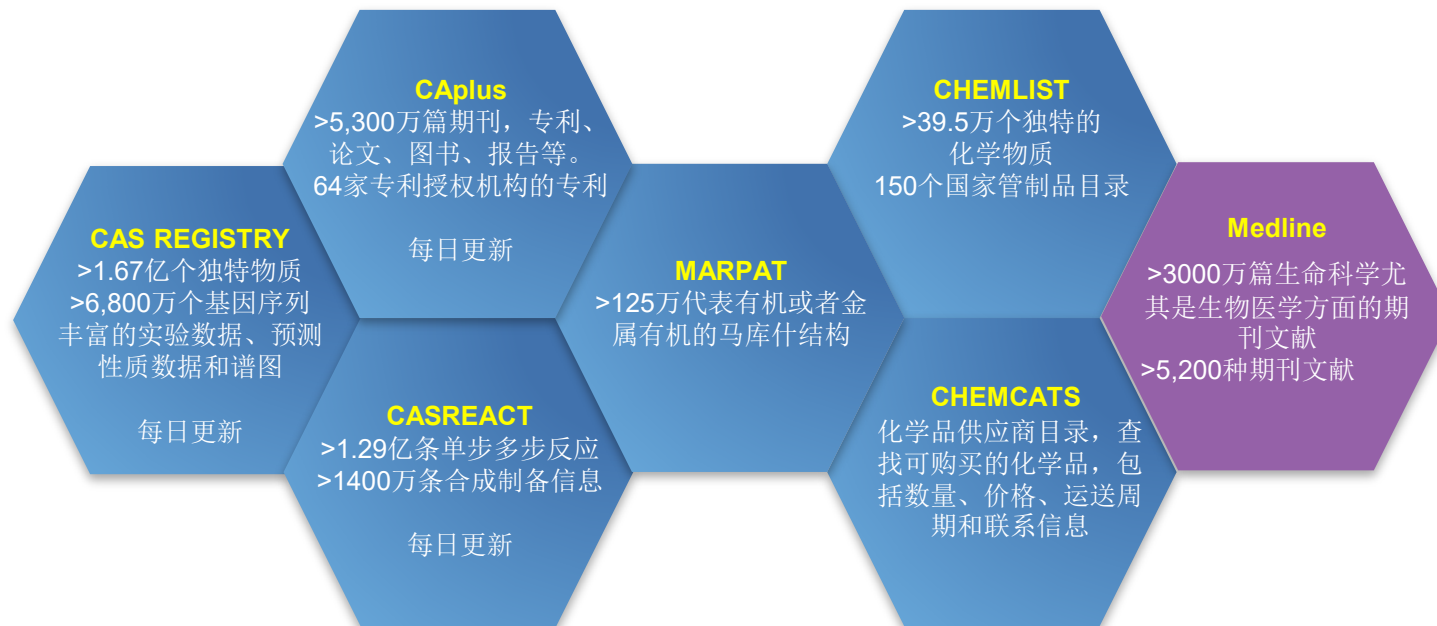 CAplus
>5,300万篇期刊，专利、
论文、图书、报告等。
64家专利授权机构的专利
每日更新
CHEMLIST
>39.5万个独特的
化学物质
150个国家管制品目录
CAS REGISTRY
>1.67亿个独特物质
>6,800万个基因序列
丰富的实验数据、预测
性质数据和谱图
每日更新
MARPAT
>125万代表有机或者金
属有机的马库什结构
Medline
>3000万篇生命科学尤
其是生物医学方面的期
刊文献
>5,200种期刊文献
CASREACT
>1.29亿条单步多步反应
>1400万条合成制备信息
每日更新
CHEMCATS
化学品供应商目录，查
找可购买的化学品，包
括数量、价格、运送周
期和联系信息